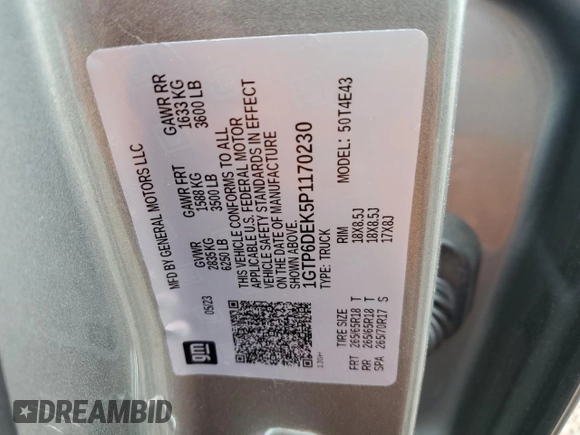 MFD BY GENERAL MOTORS LLC
05/23
GVWR
2835KG
6250 LB
GAWR FRT
1588 KG
3500 LB
GAWR RR
1633 KG
3600 LB
THIS VEHICLE CONFORMS TO ALL
APPLICABLE U.S. FEDERAL MOTOR
VEHICLE SAFETY STANDARDS IN EFFECT
ON THE DATE OF MANUFACTURE
SHOWN ABOVE.
1GTP6DEK5P1170230
TYPE: TRUCK
MODEL: 50T4E43
TIRE SIZE RIM
FRT 265/65R18 T 18X8.5J
RR 265/65R18 T 18X8.5J
SPA 265/70R17 S 17X8J
gm
DREAMBID